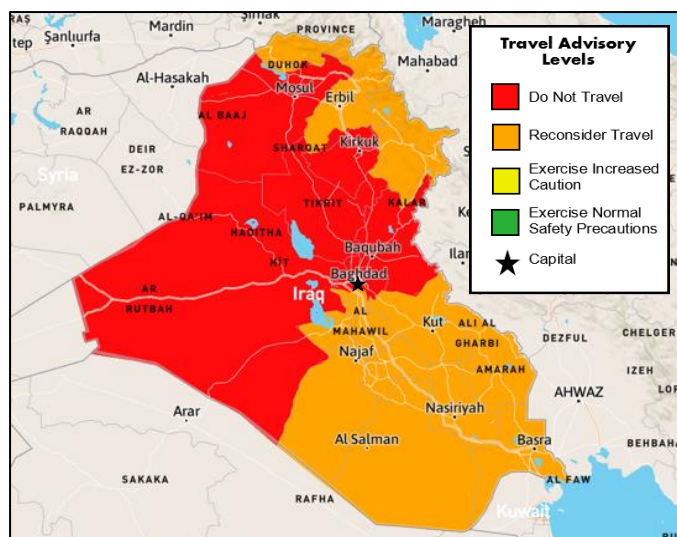 RAŞ
Şırnak
Maragheh
Mardin
PROVINCE
tep
Şanlıurfa
DUHOK
Mahabad
Al-Hasakah
Mosul
Erbil
AR
RAQQAH
AL BAAJ
DEIR
EZ-ZOR
SHARQAT
Kirkuk
Syria
PALMYRA
AL-QA'IM
TIKRIT
KALAR
HADITHA
HIT
Baqubah
Baghdad
AR
RUTBAH
Iraq
AL
MAHAWIL
Kut
ALI AL
GHARBI
DEZFUL
CHELGER
Najaf
AMARAH
IZEH
AHWAZ
LOR
Arar
Nasiriyah
Al Salman
Basra
BEHBAHA
SAKAKA
RAFHA
AL FAW
Kuwait
Travel Advisory
Levels
Do Not Travel
Reconsider Travel
Exercise Increased
Caution
Exercise Normal
Safety Precautions
Capital